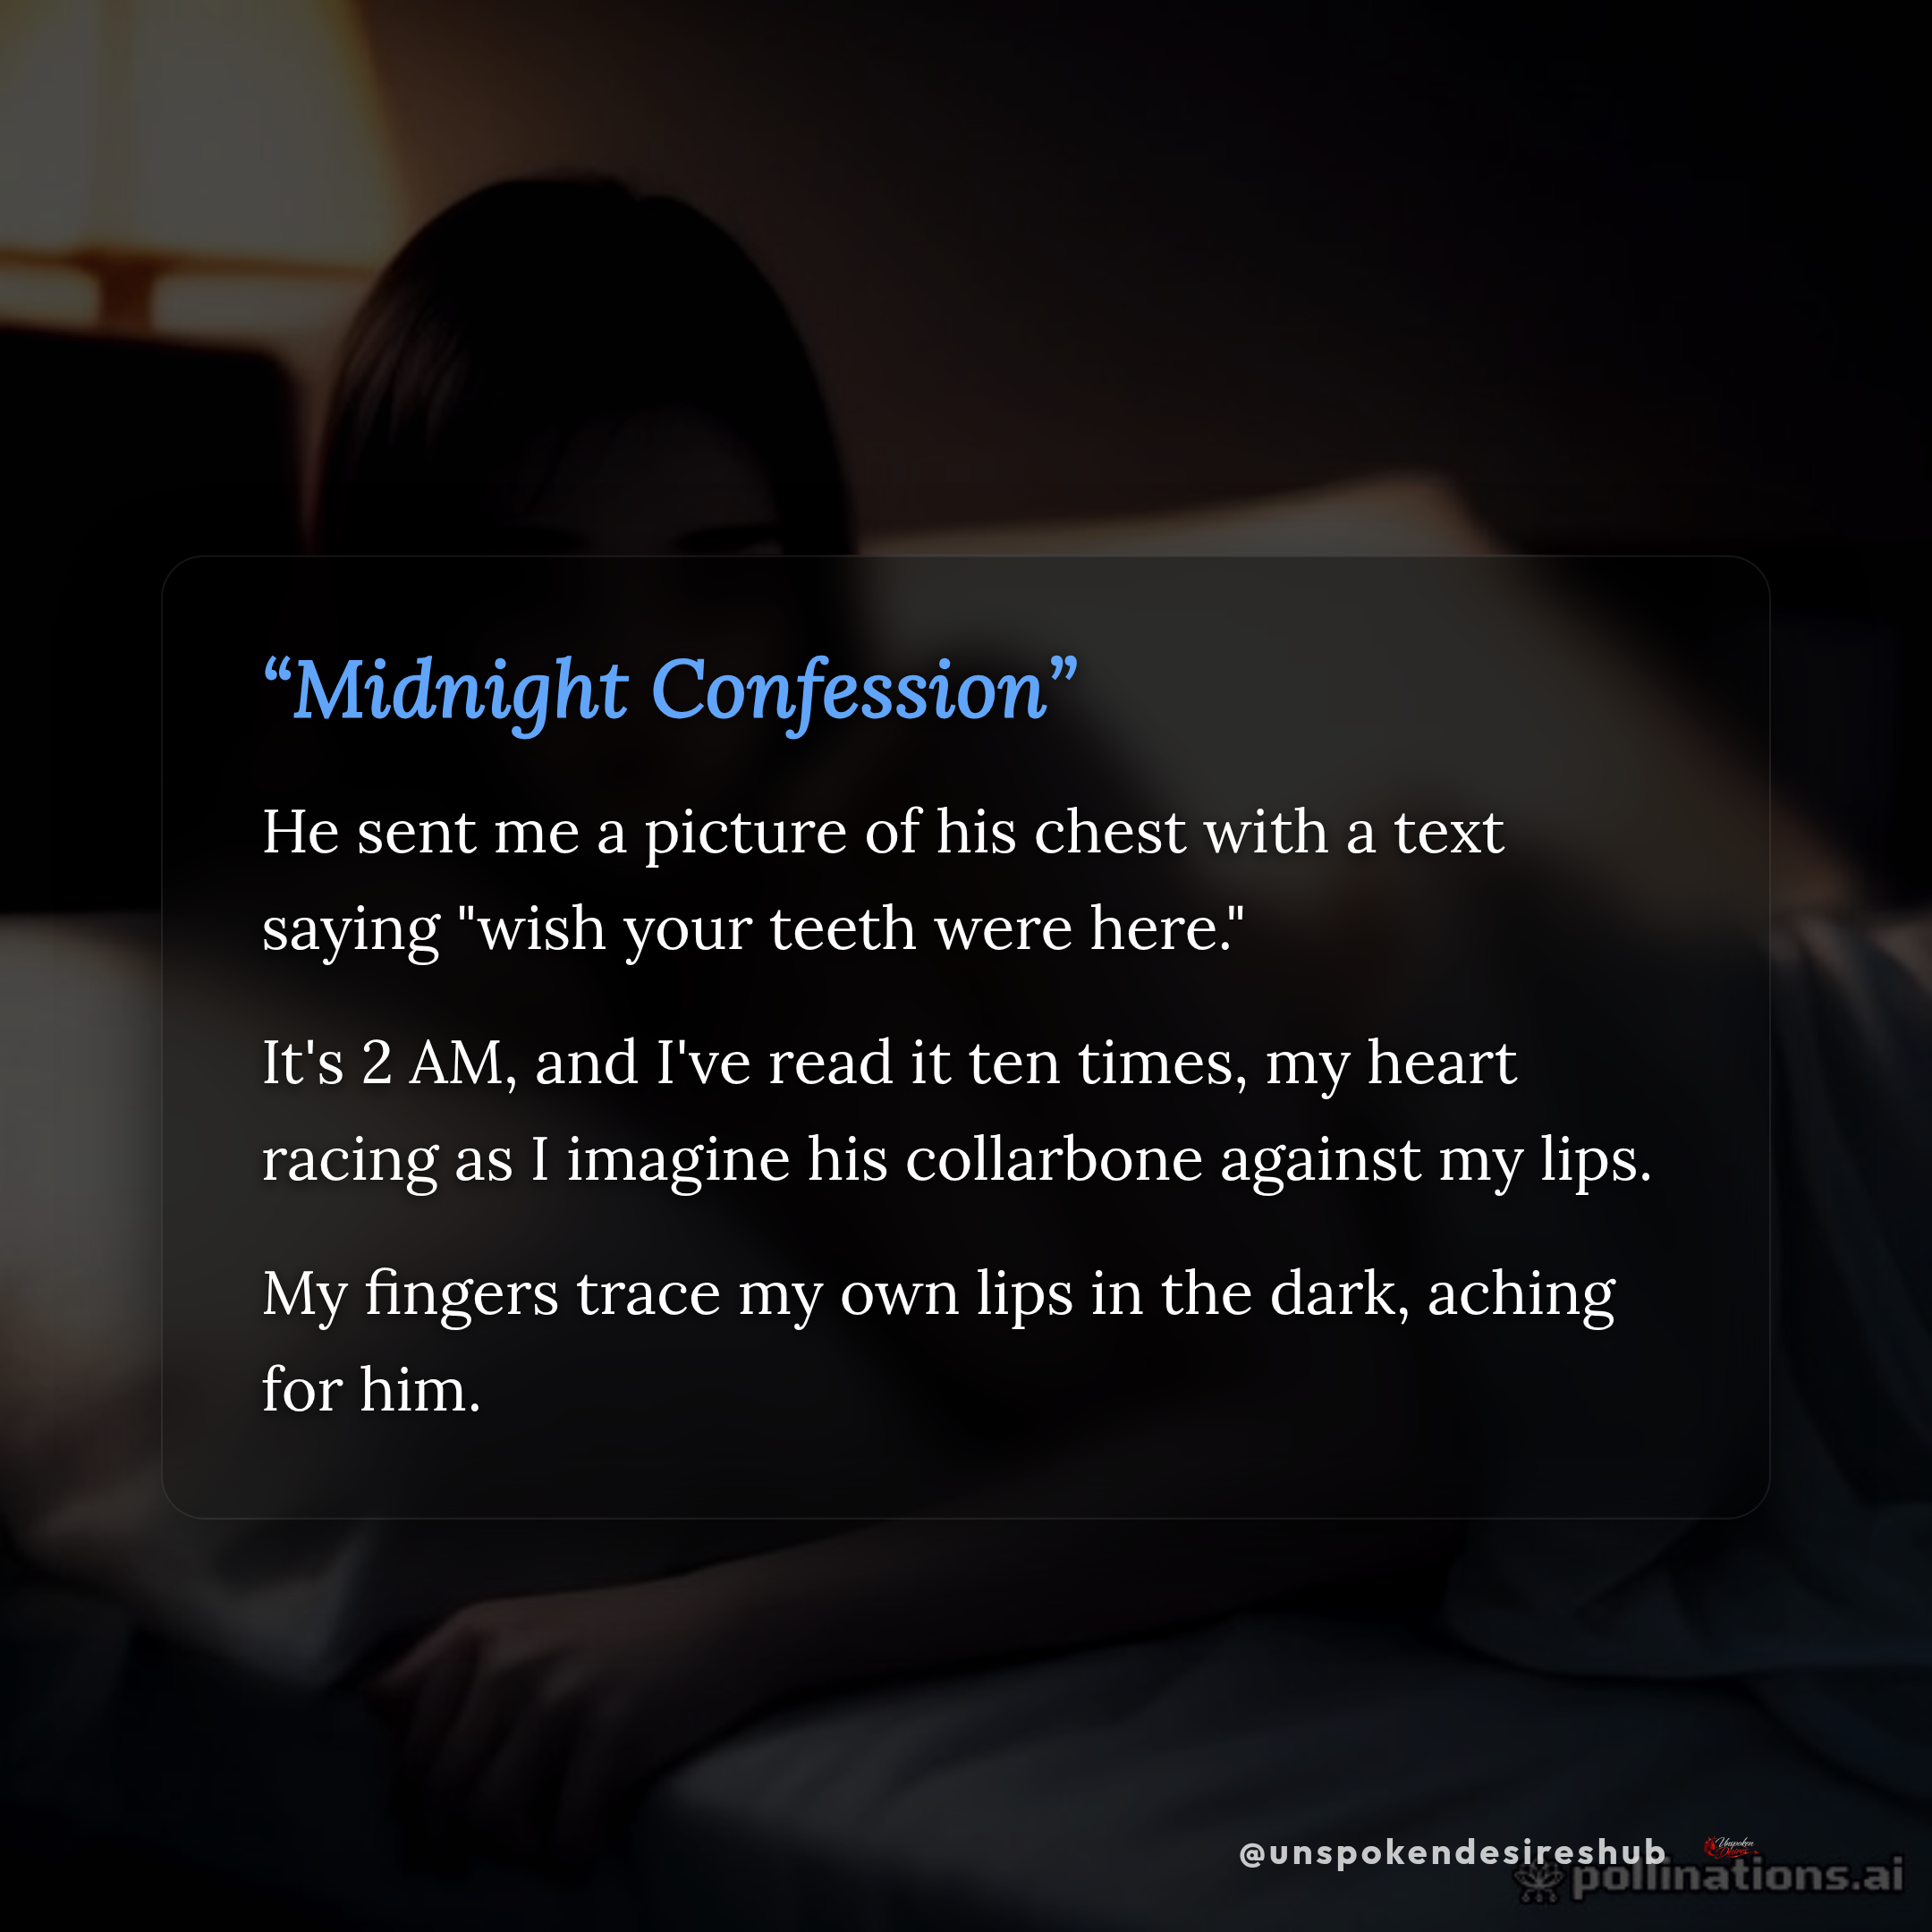 “Midnight Confession”
He sent me a picture of his chest with a text
saying "wish your teeth were here."
It's 2 AM, and I've read it ten times, my heart
racing as I imagine his collarbone against my lips.
My fingers trace my own lips in the dark, aching
for him.
@unspokendesireshub
Unspoken
Desires
pollinations.ai